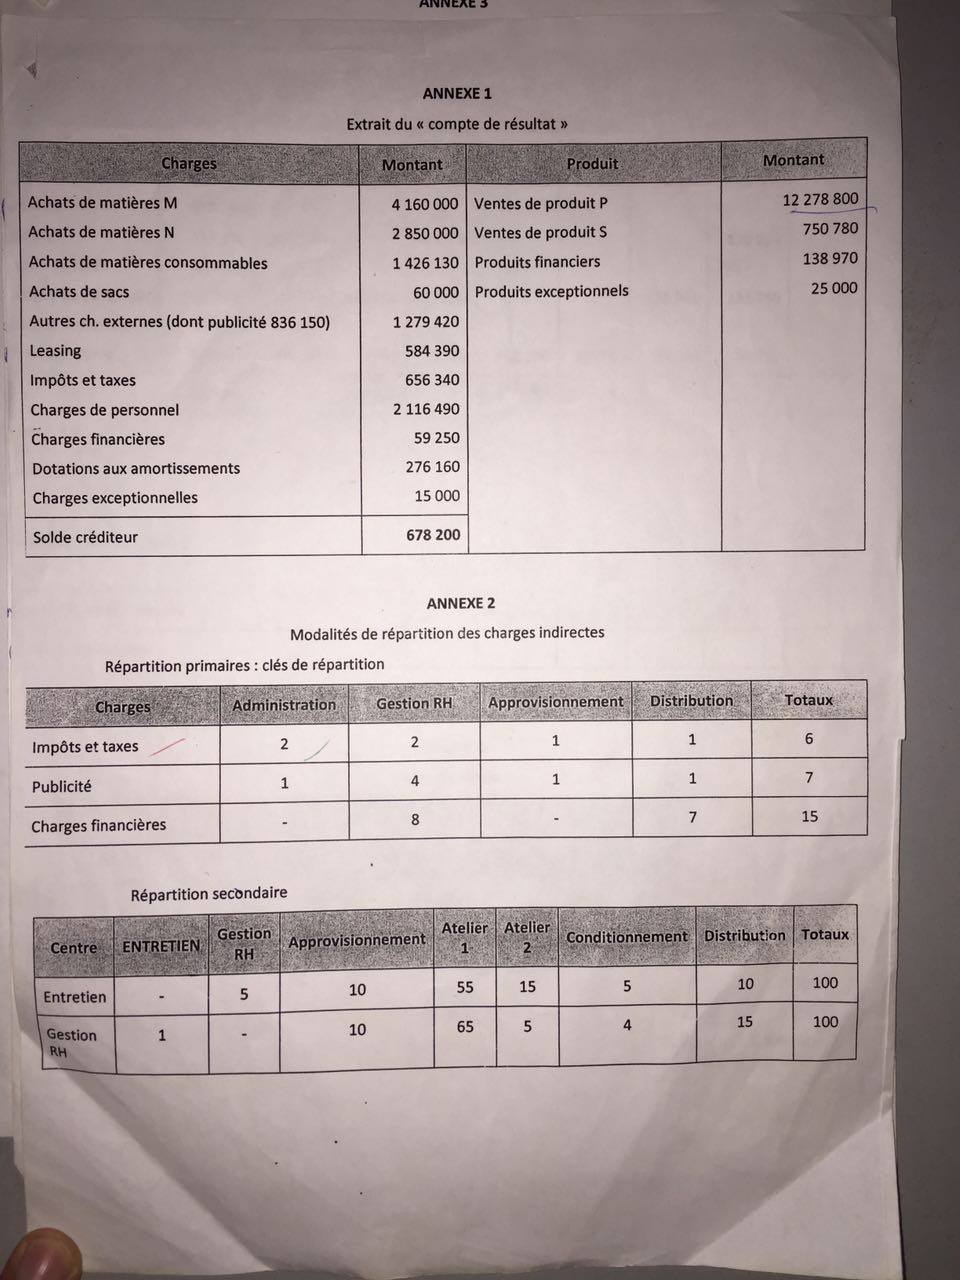 ANNEXE 3
ANNEXE 1
Extrait du « compte de résultat »
Charges Montant Produit Montant
Achats de matières M 4 160 000 Ventes de produit P 12 278 800
Achats de matières N 2 850 000 Ventes de produit S 750 780
Achats de matières consommables 1 426 130 Produits financiers 138 970
Achats de sacs 60 000 Produits exceptionnels 25 000
Autres ch. externes (dont publicité 836 150) 1 279 420
Leasing 584 390
Impôts et taxes 656 340
Charges de personnel 2 116 490
Charges financières 59 250
Dotations aux amortissements 276 160
Charges exceptionnelles 15 000
Solde créditeur 678 200
ANNEXE 2
Modalités de répartition des charges indirectes
Répartition primaires : clés de répartition
Charges Administration Gestion RH Approvisionnement Distribution Totaux
Impôts et taxes 2 2 1 1 6
Publicité 1 4 1 1 7
Charges financières - 8 - 7 15
Répartition secondaire
Centre ENTRETIEN Gestion RH Approvisionnement Atelier 1 Atelier 2 Conditionnement Distribution Totaux
Entretien - 5 10 55 15 5 10 100
Gestion RH 1 - 10 65 5 4 15 100